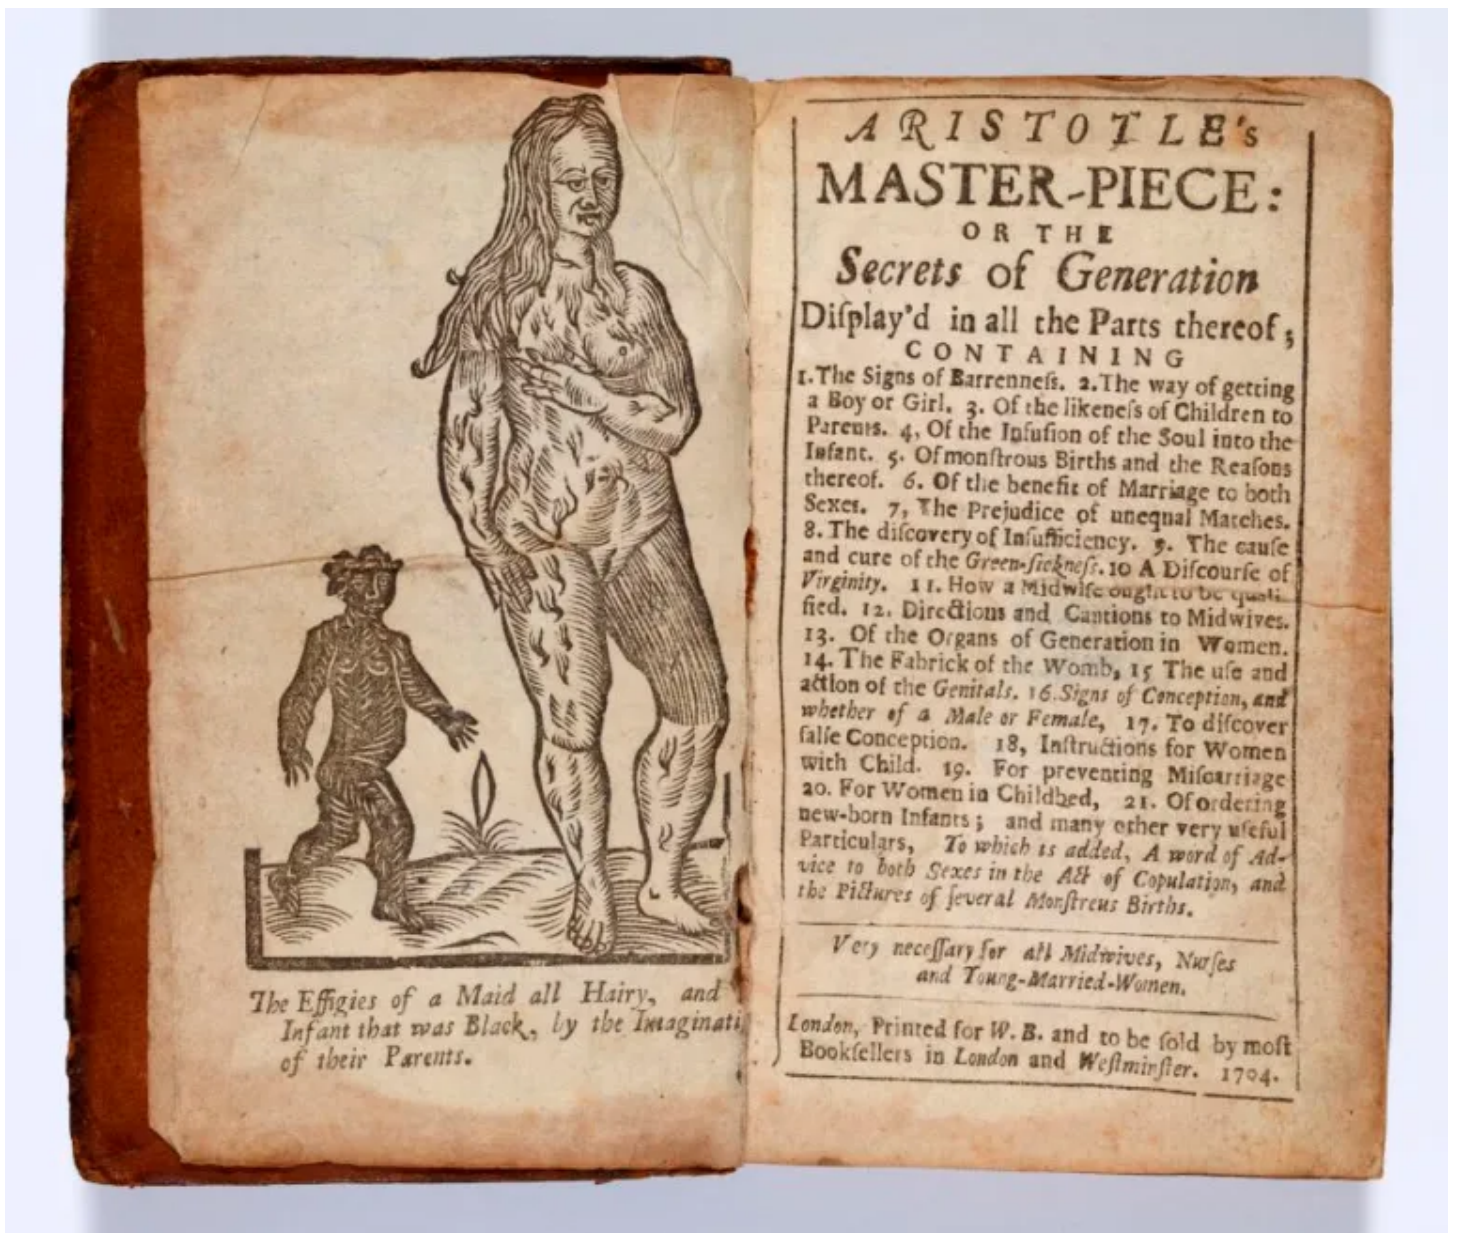 The Effigies of a Maid all Hairy, and
Infant that was Black, by the Imaginati
of their Parents.
ARISTOTLE's
MASTER-PIECE:
OR THE
Secrets of Generation
Diſplay'd in all the Parts thereof;
CONTAINING
1.The Signs of Barrenneſs. 2.The way of getting
a Boy or Girl. 3. Of the likeneſs of Children to
Parents. 4, Of the Infuſion of the Soul into the
Infant. 5. Of monſtrous Births and the Reaſons
thereof. 6. Of the benefit of Marriage to both
Sexes. 7, The Prejudice of unequal Matches.
8. The diſcovery of Inſufficiency. 9. The cauſe
and cure of the Green-ſickneſs. 10 A Diſcourſe of
Virginity. 11. How a Midwife ought to be quali
fied. 12. Directions and Cautions to Midwives.
13. Of the Organs of Generation in Women.
14. The Fabrick of the Womb, 15 The uſe and
action of the Genitals. 16. Signs of Conception, and
whether of a Male or Female, 17. To diſcover
falſe Conception. 18, Inſtructions for Women
with Child. 19. For preventing Miſcarriage
20. For Women in Childbed, 21. Of ordering
new-born Infants; and many other very uſeful
Particulars, To which is added, A word of Ad-
vice to both Sexes in the Act of Copulation, and
the Pictures of ſeveral Monſtreus Births.
Very neceſſary for all Midwives, Nurſes
and Young-Married-Women.
London, Printed for W. B. and to be ſold by moſt
Bookſellers in London and Weſtminſter. 1704.